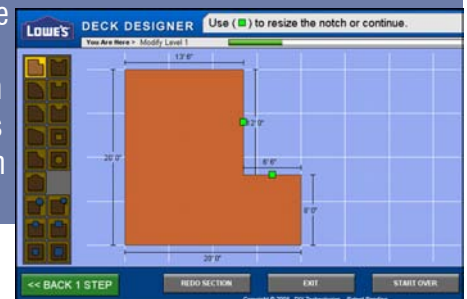 Lowe's
DECK DESIGNER
Use ( ) to resize the notch or continue.
You Are Here > Modify Level 1
13' 6"
2' 0"
20' 0"
6' 6"
8' 0"
20' 0"
<< BACK 1 STEP
REDO SECTION
EXIT
START OVER